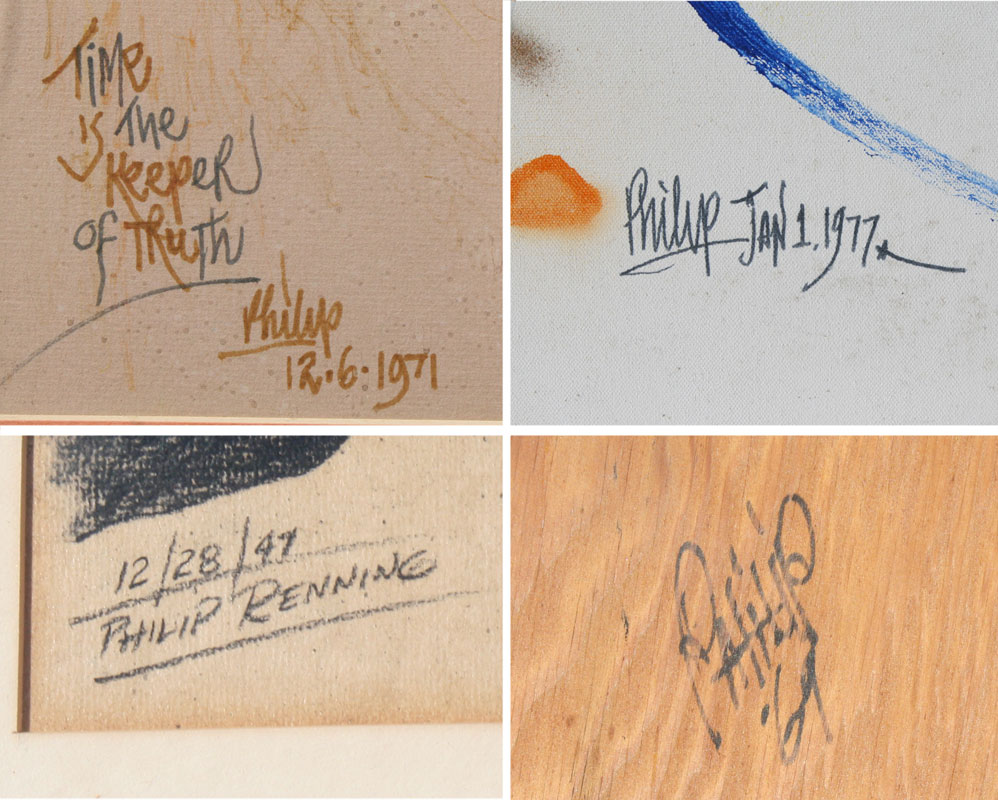 TiMe
is The
KeepeR
of TRuTh
Philip
12.6.1971
Philip JAN 1, 1977
12/28/47
PHILIP RENNING
Philip